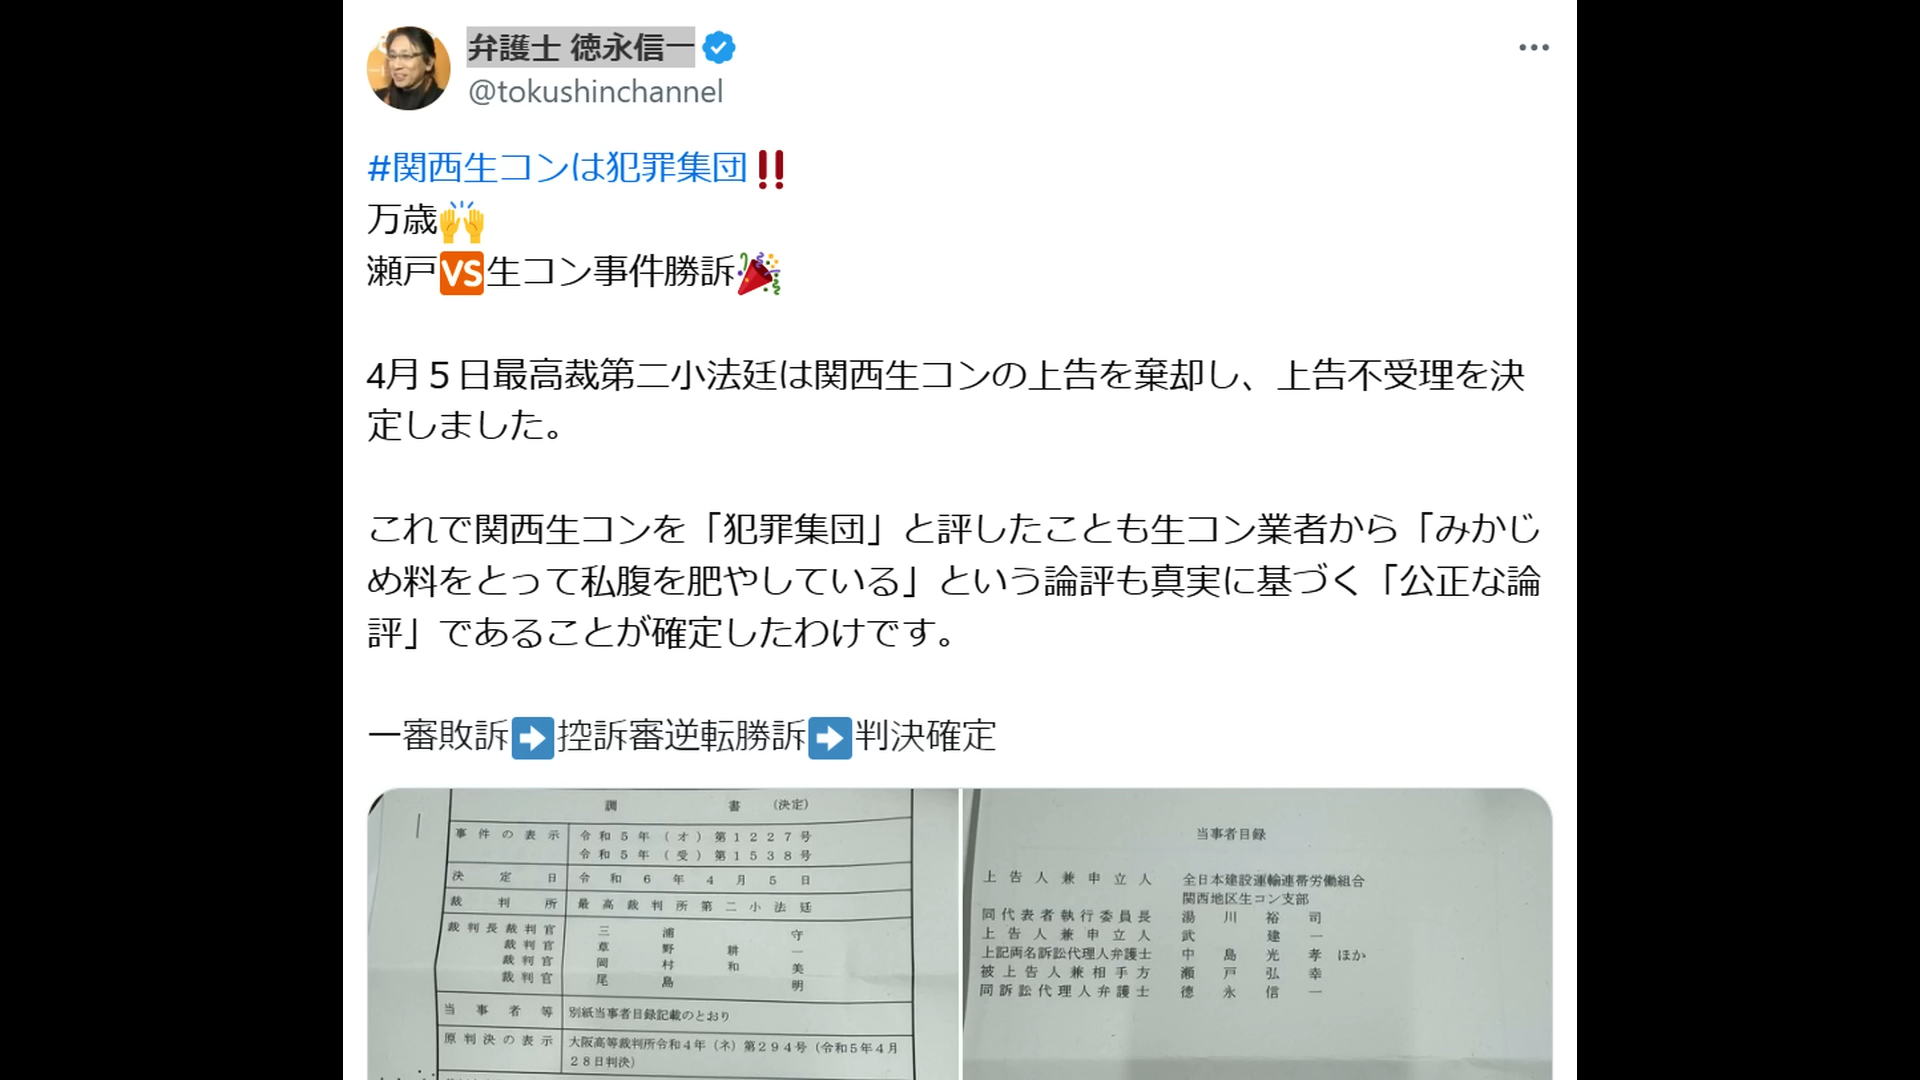 弁護士 徳永信一
@tokushinchannel
#関西生コンは犯罪集団‼️
万歳🙌
瀬戸🆚生コン事件勝訴🎉
4月５日最高裁第二小法廷は関西生コンの上告を棄却し、上告不受理を決
定しました。
これで関西生コンを「犯罪集団」と評したことも生コン業者から「みかじ
め料をとって私腹を肥やしている」という論評も真実に基づく「公正な論
評」であることが確定したわけです。
一審敗訴➡️控訴審逆転勝訴➡️判決確定
調書（決定）
事件の表示 令和5年（オ）第1227号
令和5年（受）第1538号
決定日 令和6年4月5日
裁判所 最高裁判所第二小法廷
裁判長裁判官 三浦守
裁判官 草野耕一
裁判官 岡村和美
裁判官 尾島明
当事者等 別紙当事者目録記載のとおり
原判決の表示 大阪高等裁判所令和4年（ネ）第294号（令和5年4月
28日判決）
当事者目録
上告人兼申立人 全日本建設運輸連帯労働組合
関西地区生コン支部
同代表者執行委員長 湯川裕司
上告人兼申立人 武建一
上記両名訴訟代理人弁護士 中島光孝 ほか
被上告人兼相手方 瀬戸弘幸
同訴訟代理人弁護士 徳永信一